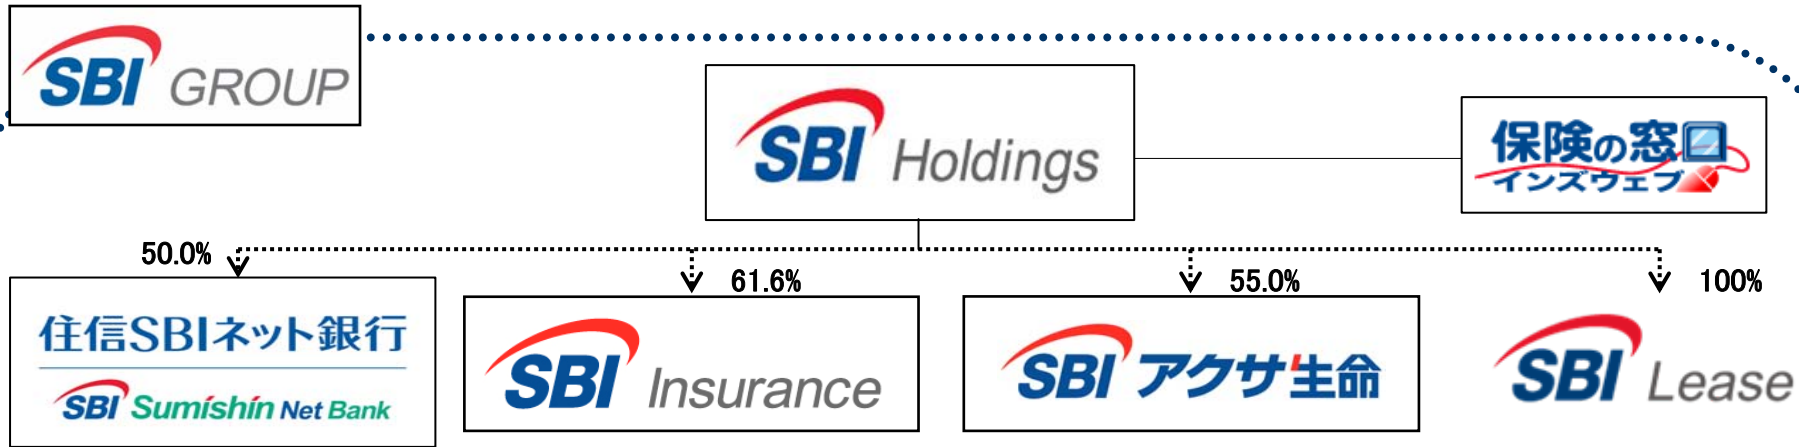 SBI GROUP
SBI Holdings
保険の窓口
インズウェブ
50.0%
61.6%
55.0%
100%
住信SBIネット銀行
SBI Sumishin Net Bank
SBI Insurance
SBI アクサ生命
SBI Lease